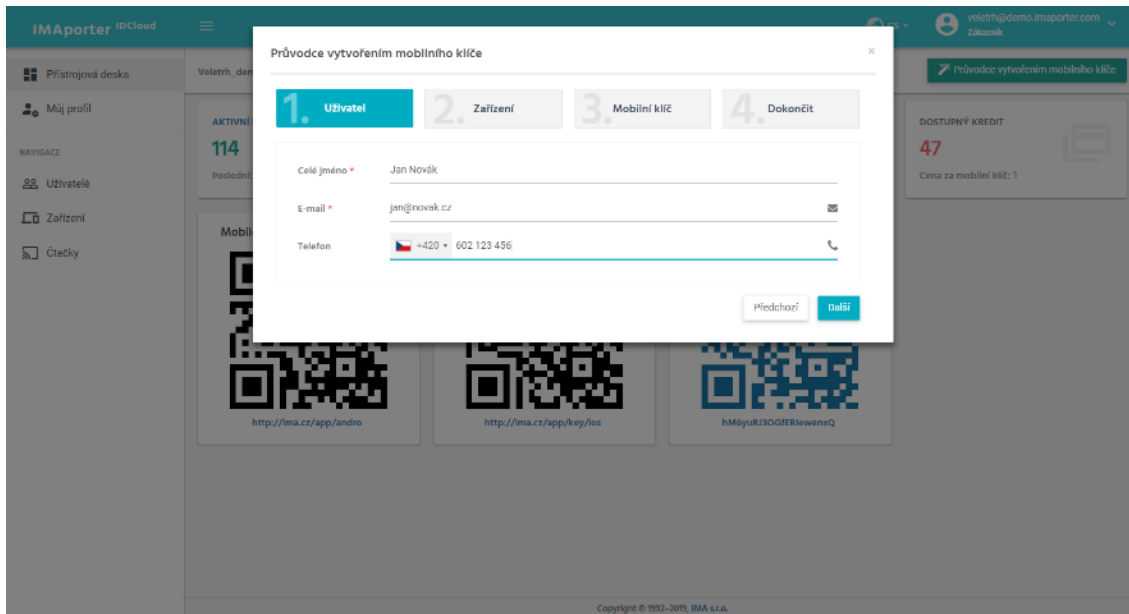 IMAporter IDCloud
CS
veletrh@demo.imaporter.com
Zákazník
Přístrojová deska
Můj profil
NAVIGACE
Uživatelé
Zařízení
Čtečky
Veletrh_den
Průvodce vytvořením mobilního klíče
AKTIVNÍ
114
Poslední:
DOSTUPNÝ KREDIT
47
Cena za mobilní klíč: 1
Průvodce vytvořením mobilního klíče
×
1. Uživatel
2. Zařízení
3. Mobilní klíč
4. Dokončit
Celé jméno * Jan Novák
E-mail * jan@novak.cz
Telefon +420 602 123 456
Předchozí
Další
http://ima.cz/app/andro
http://ima.cz/app/key/ios
Copyright © 1992–2019, IMA s.r.o.